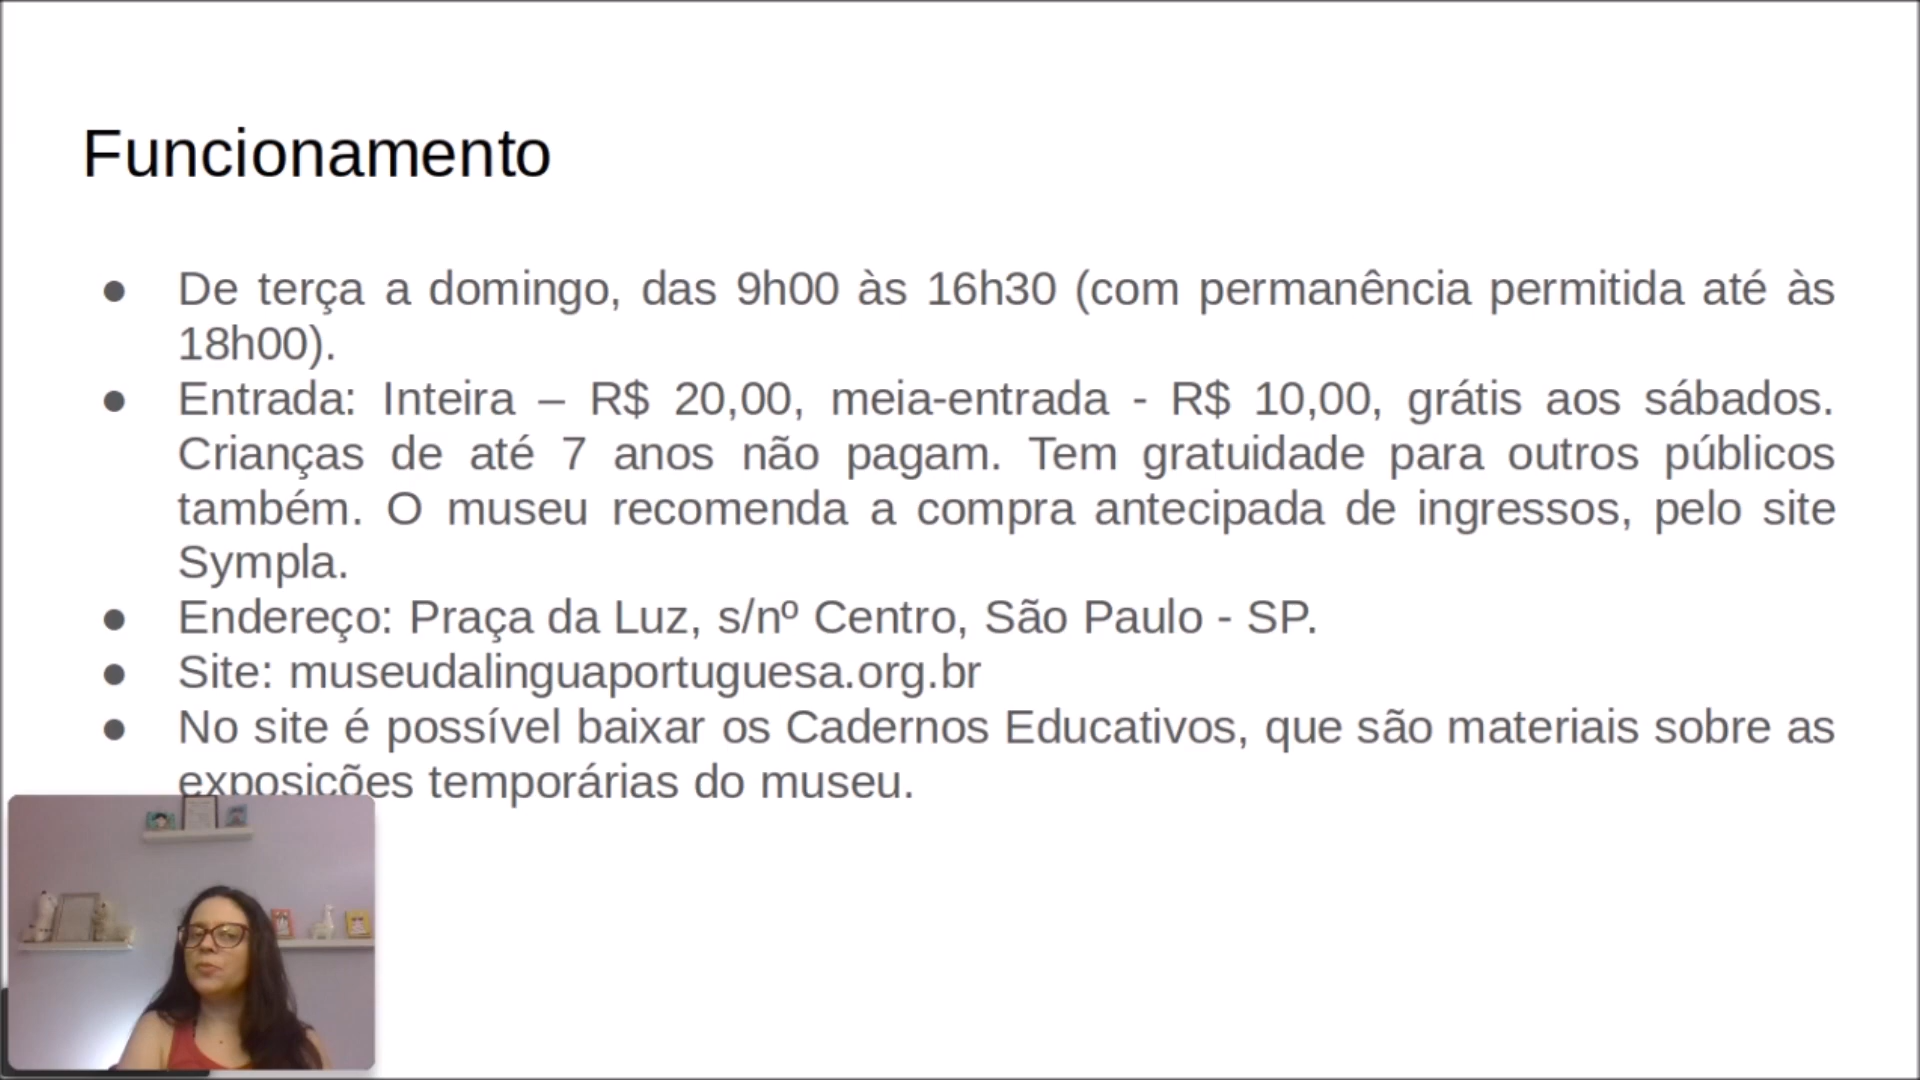 Funcionamento
● De terça a domingo, das 9h00 às 16h30 (com permanência permitida até às
18h00).
● Entrada: Inteira – R$ 20,00, meia-entrada - R$ 10,00, grátis aos sábados.
Crianças de até 7 anos não pagam. Tem gratuidade para outros públicos
também. O museu recomenda a compra antecipada de ingressos, pelo site
Sympla.
● Endereço: Praça da Luz, s/nº Centro, São Paulo - SP.
● Site: museudalinguaportuguesa.org.br
● No site é possível baixar os Cadernos Educativos, que são materiais sobre as
exposições temporárias do museu.